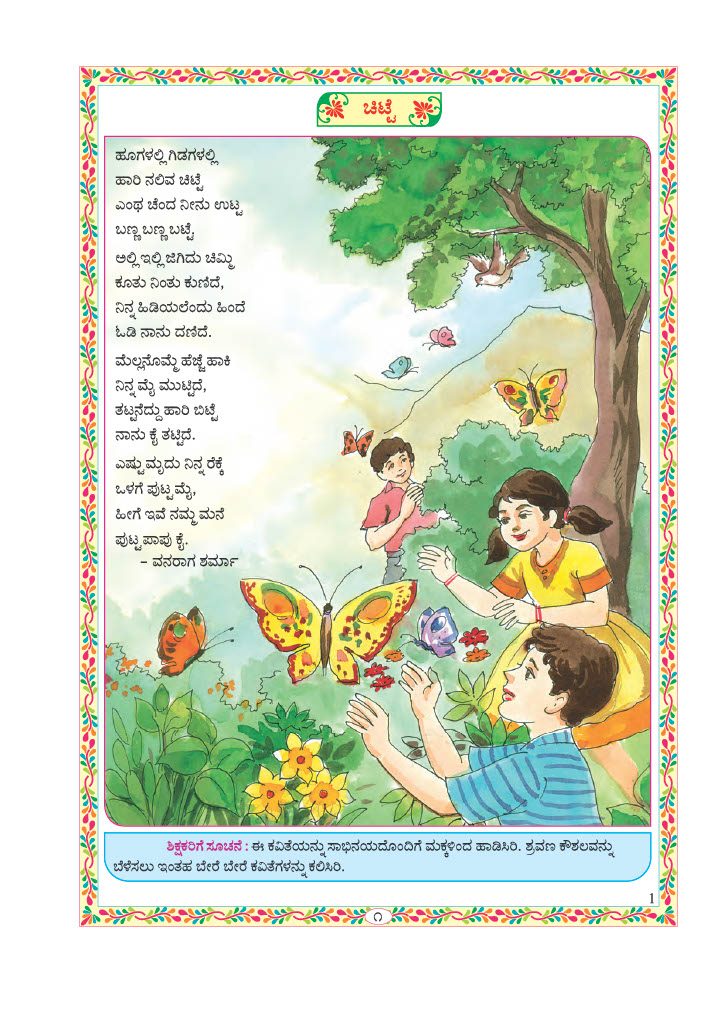 ಚಿಟ್ಟೆ
ಹೂಗಳಲ್ಲಿ ಗಿಡಗಳಲ್ಲಿ
ಹಾರಿ ನಲಿವ ಚಿಟ್ಟೆ
ಎಂಥ ಚೆಂದ ನೀನು ಉಟ್ಟ
ಬಣ್ಣ ಬಣ್ಣ ಬಟ್ಟೆ.
ಅಲ್ಲಿ ಇಲ್ಲಿ ಜಿಗಿದು ಚಿಮ್ಮಿ
ಕೂತು ನಿಂತು ಕುಣಿದೆ,
ನಿನ್ನ ಹಿಡಿಯಲೆಂದು ಹಿಂದೆ
ಓಡಿ ನಾನು ದಣಿದೆ.
ಮೆಲ್ಲನೊಮ್ಮೆ ಹೆಜ್ಜೆ ಹಾಕಿ
ನಿನ್ನ ಮೈ ಮುಟ್ಟಿದೆ,
ತಟ್ಟನೆದ್ದು ಹಾರಿ ಬಿಟ್ಟೆ
ನಾನು ಕೈ ತಟ್ಟಿದೆ.
ಎಷ್ಟು ಮೃದು ನಿನ್ನ ರೆಕ್ಕೆ
ಒಳಗೆ ಪುಟ್ಟ ಮೈ,
ಹೀಗೆ ಇವೆ ನಮ್ಮ ಮನೆ
ಪುಟ್ಟ ಪಾಪು ಕೈ.
– ವನರಾಗ ಶರ್ಮಾ
ಶಿಕ್ಷಕರಿಗೆ ಸೂಚನೆ : ಈ ಕವಿತೆಯನ್ನು ಸಾಭಿನಯದೊಂದಿಗೆ ಮಕ್ಕಳಿಂದ ಹಾಡಿಸಿರಿ. ಶ್ರವಣ ಕೌಶಲವನ್ನು
ಬೆಳೆಸಲು ಇಂತಹ ಬೇರೆ ಬೇರೆ ಕವಿತೆಗಳನ್ನು ಕಲಿಸಿರಿ.
1
೧